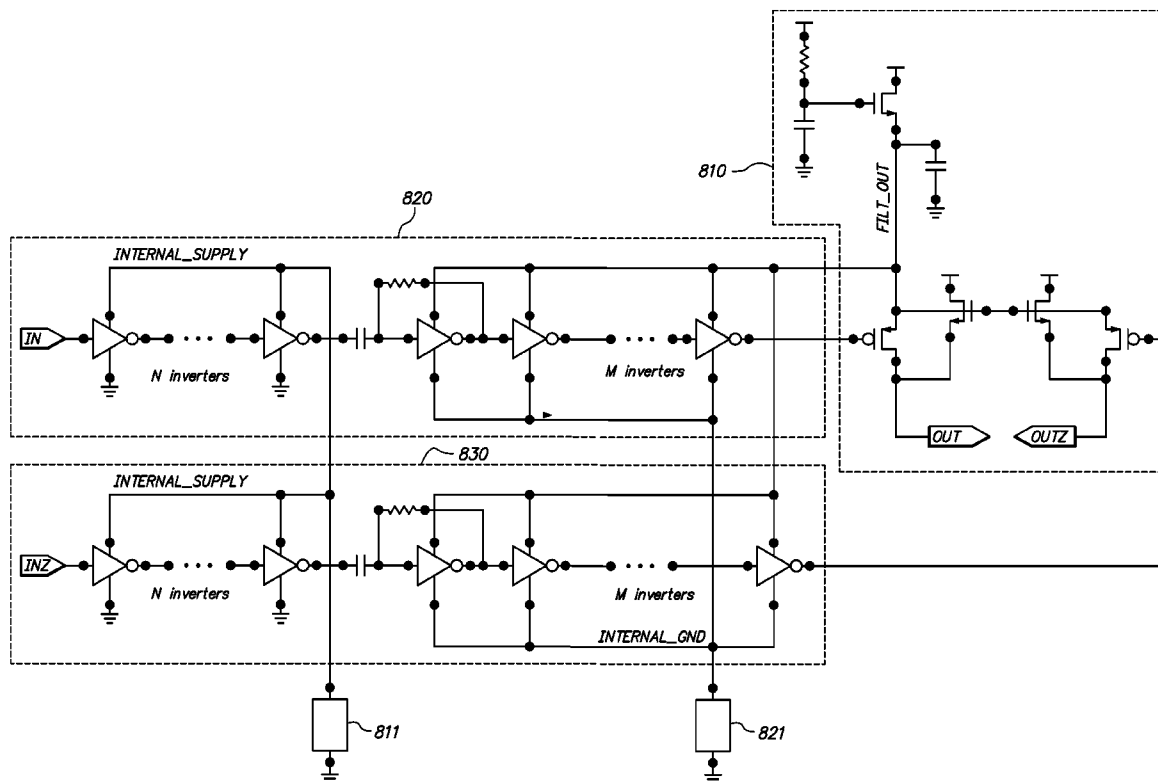 810
820
FILT_OUT
INTERNAL_SUPPLY
IN
N inverters
M inverters
OUT
OUTZ
830
INTERNAL_SUPPLY
INZ
N inverters
M inverters
INTERNAL_GND
811
821